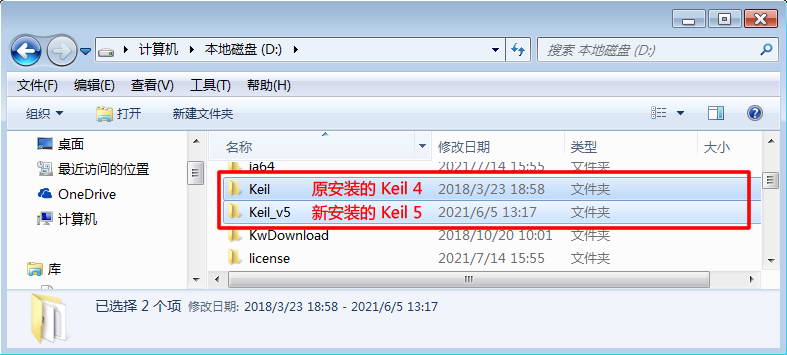 计算机 本地磁盘 (D:) 搜索 本地磁盘 (D:)
文件(F) 编辑(E) 查看(V) 工具(T) 帮助(H)
组织 打开 新建文件夹
桌面
最近访问的位置
OneDrive
计算机
库
名称 修改日期 类型 大小
ia64 2021/7/14 15:55 文件夹
Keil 原安装的 Keil 4 2018/3/23 18:58 文件夹
Keil_v5 新安装的 Keil 5 2021/6/5 13:17 文件夹
KwDownload 2018/10/20 10:01 文件夹
license 2021/7/14 15:55 文件夹
已选择 2 个项 修改日期: 2018/3/23 18:58 - 2021/6/5 13:17